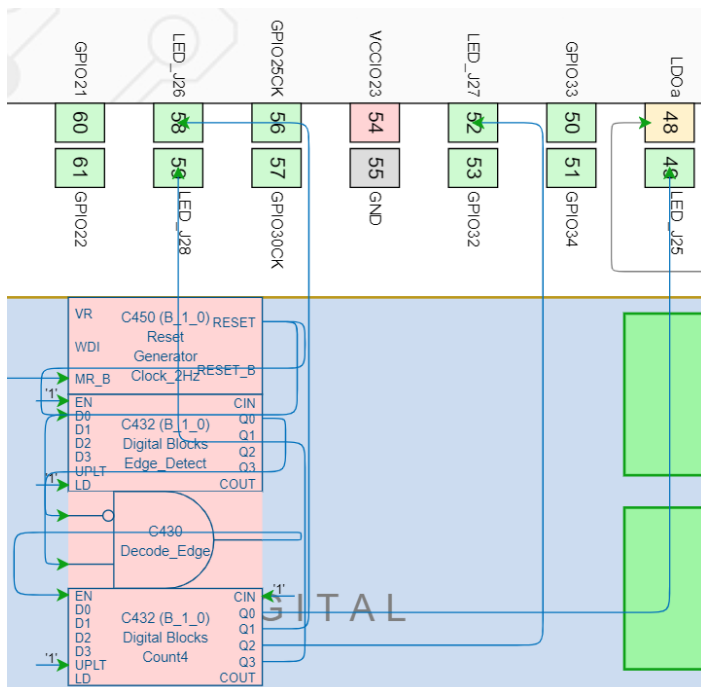 GPIO21
LED_J26
GPIO25CK
VCCIO23
LED_J27
GPIO33
LDOa
60
58
56
54
52
50
48
61
59
57
55
53
51
49
GPIO22
LED_J28
GPIO30CK
GND
GPIO32
GPIO34
LED_J25
VR
WDI
MR_B
C450 (B_1_0)
Reset
Generator
Clock_2Hz
RESET
RESET_B
'1'
EN
D0
D1
D2
D3
UPLT
LD
'1'
C432 (B_1_0)
Digital Blocks
Edge_Detect
CIN
Q0
Q1
Q2
Q3
COUT
C430
Decode_Edge
EN
D0
D1
D2
D3
UPLT
LD
'1'
C432 (B_1_0)
Digital Blocks
Count4
CIN
Q0
Q1
Q2
Q3
COUT
'1'
GITAL